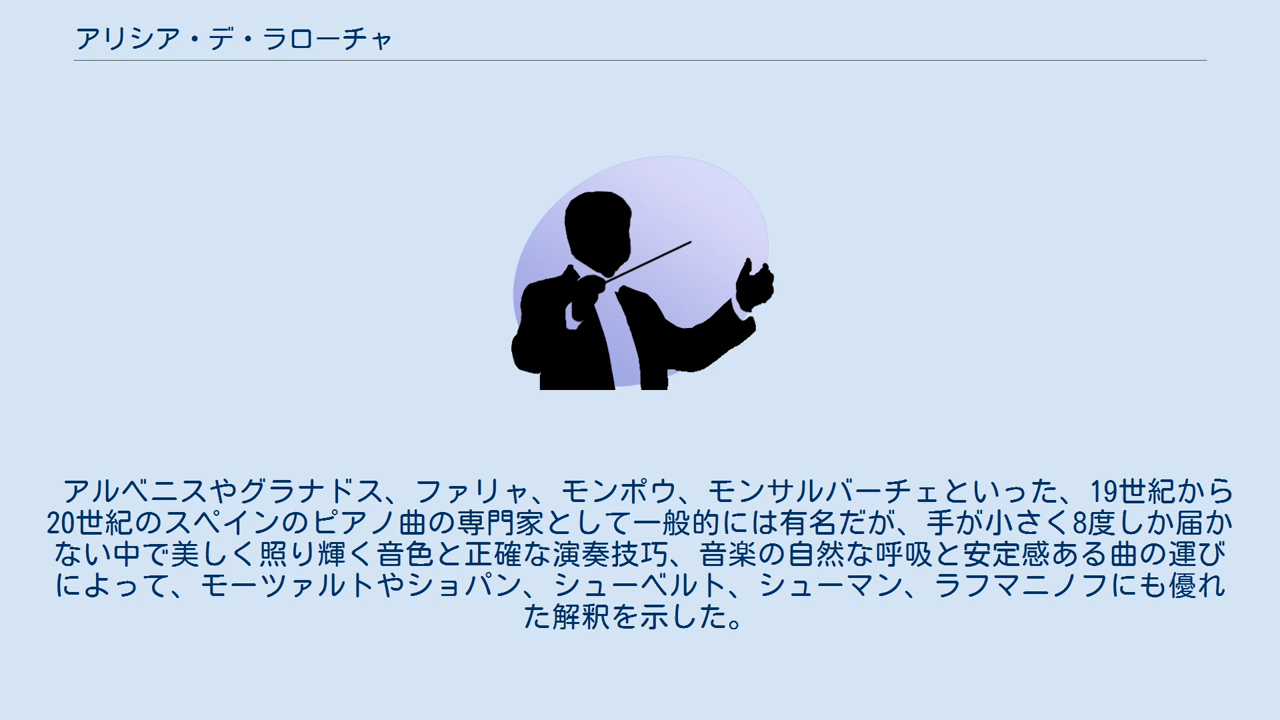 アリシア・デ・ラローチャ
アルベニスやグラナドス、ファリャ、モンポウ、モンサルバーチェといった、19世紀から
20世紀のスペインのピアノ曲の専門家として一般的には有名だが、手が小さく8度しか届か
ない中で美しく照り輝く音色と正確な演奏技巧、音楽の自然な呼吸と安定感ある曲の運び
によって、モーツァルトやショパン、シューベルト、シューマン、ラフマニノフにも優れ
た解釈を示した。